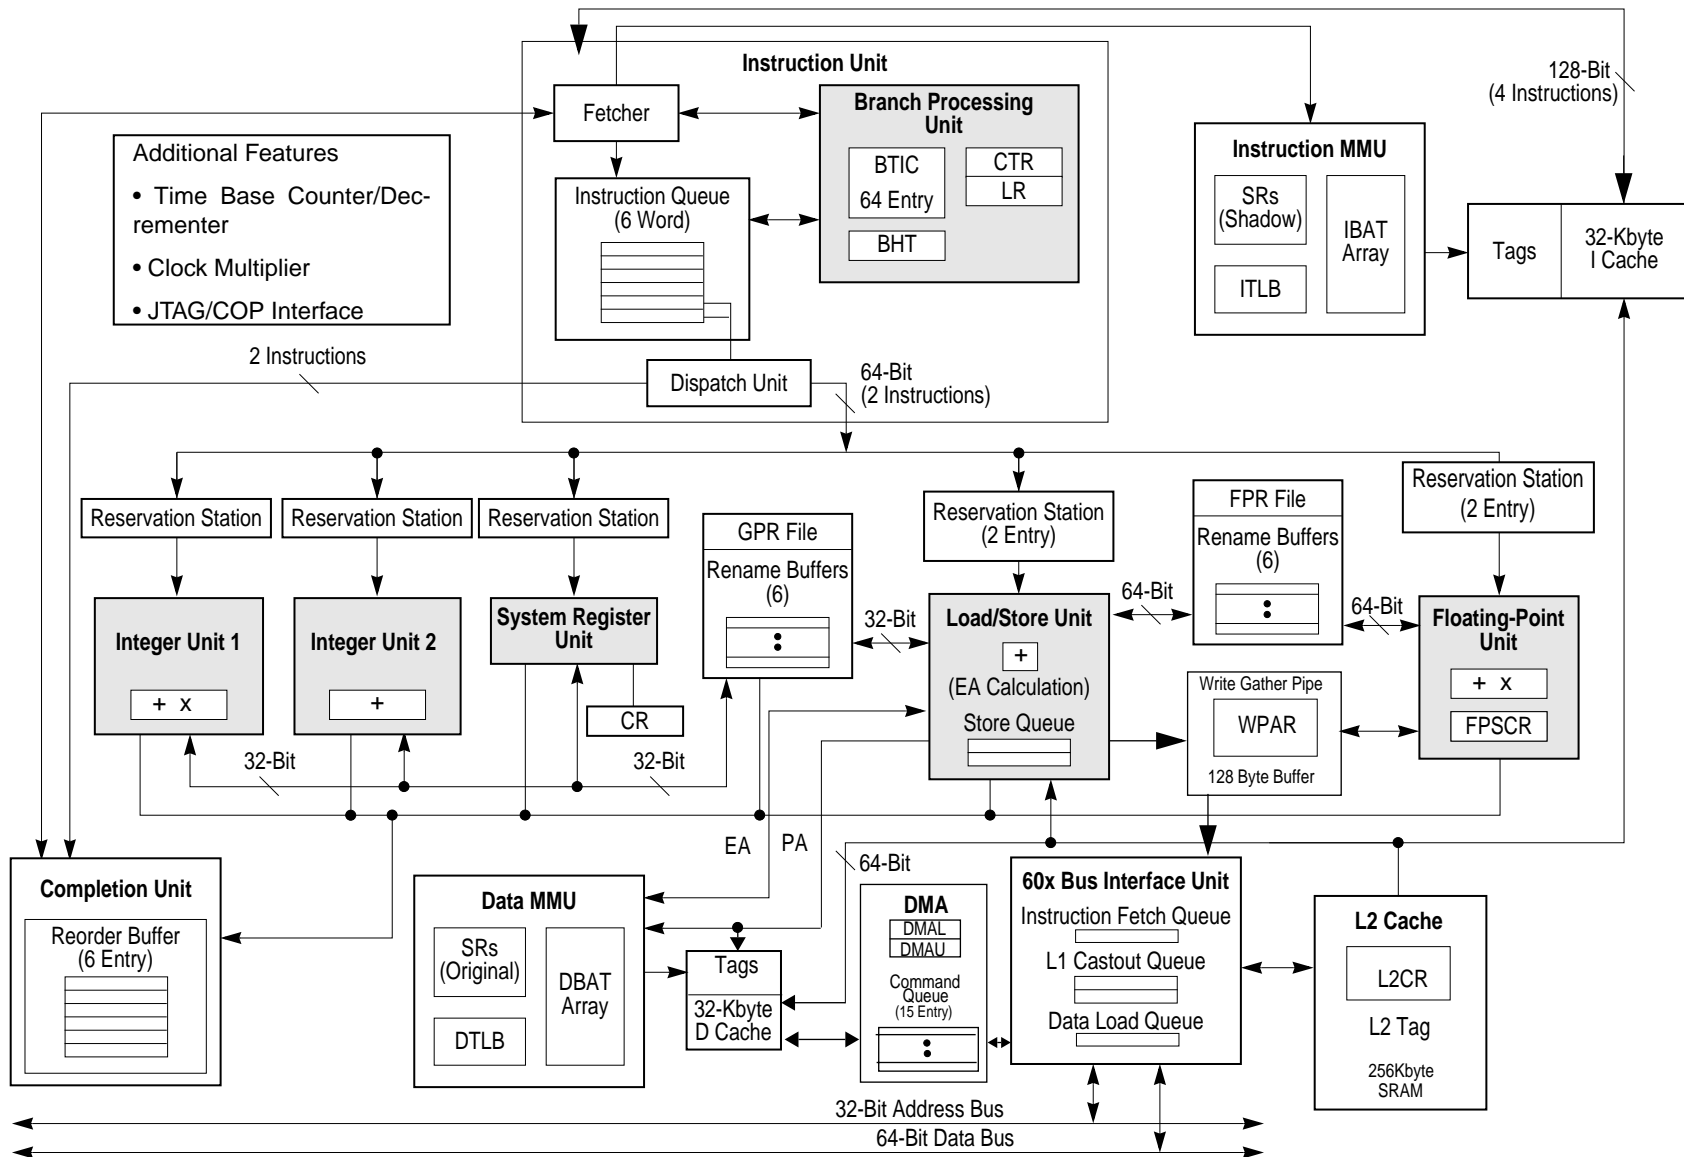 Instruction Unit
Fetcher
Branch Processing
Unit
BTIC
64 Entry
CTR
LR
BHT
Instruction Queue
(6 Word)
Dispatch Unit
64-Bit
(2 Instructions)
2 Instructions
Additional Features
• Time Base Counter/Dec-
rementer
• Clock Multiplier
• JTAG/COP Interface
128-Bit
(4 Instructions)
Instruction MMU
SRs
(Shadow)
ITLB
IBAT
Array
Tags
32-Kbyte
I Cache
Reservation Station
Reservation Station
Reservation Station
Reservation Station
(2 Entry)
Reservation Station
(2 Entry)
GPR File
Rename Buffers
(6)
FPR File
Rename Buffers
(6)
Integer Unit 1
+ x
Integer Unit 2
+
System Register
Unit
CR
32-Bit
32-Bit
32-Bit
Load/Store Unit
+
(EA Calculation)
Store Queue
64-Bit
64-Bit
Floating-Point
Unit
+ x
FPSCR
Write Gather Pipe
WPAR
128 Byte Buffer
EA
PA
64-Bit
Completion Unit
Reorder Buffer
(6 Entry)
Data MMU
SRs
(Original)
DTLB
DBAT
Array
Tags
32-Kbyte
D Cache
DMA
DMAL
DMAU
Command
Queue
(15 Entry)
60x Bus Interface Unit
Instruction Fetch Queue
L1 Castout Queue
Data Load Queue
L2 Cache
L2CR
L2 Tag
256Kbyte
SRAM
32-Bit Address Bus
64-Bit Data Bus